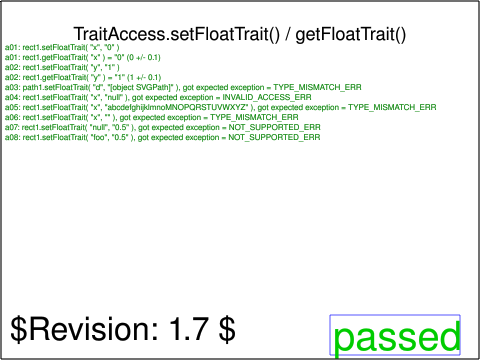 TraitAccess.setFloatTrait() / getFloatTrait()
a01: rect1.setFloatTrait( "x", "0" )
a01: rect1.getFloatTrait( "x" ) = "0" (0 +/- 0.1)
a02: rect1.setFloatTrait( "y", "1" )
a02: rect1.getFloatTrait( "y" ) = "1" (1 +/- 0.1)
a03: path1.setFloatTrait( "d", "[object SVGPath]" ), got expected exception = TYPE_MISMATCH_ERR
a04: rect1.setFloatTrait( "x", "null" ), got expected exception = INVALID_ACCESS_ERR
a05: rect1.setFloatTrait( "x", "abcdefghijklmnoMNOPQRSTUVWXYZ" ), got expected exception = TYPE_MISMATCH_ERR
a06: rect1.setFloatTrait( "x", "" ), got expected exception = TYPE_MISMATCH_ERR
a07: rect1.setFloatTrait( "null", "0.5" ), got expected exception = NOT_SUPPORTED_ERR
a08: rect1.setFloatTrait( "foo", "0.5" ), got expected exception = NOT_SUPPORTED_ERR
$Revision: 1.7 $
passed